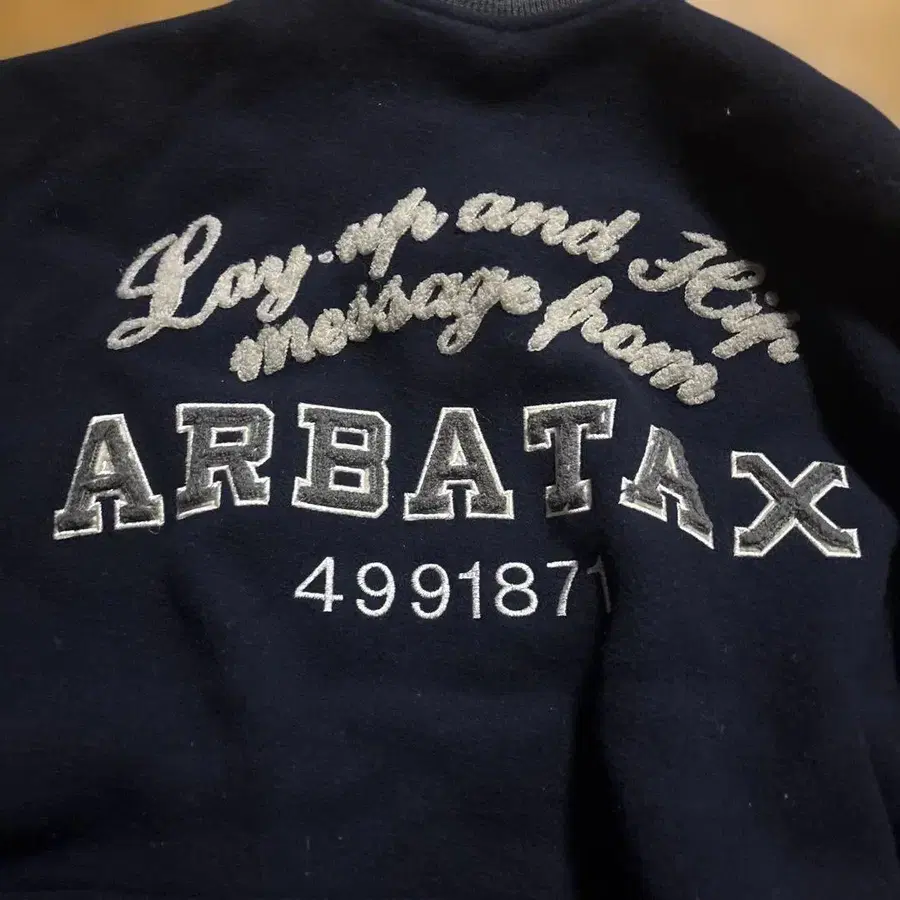 Lay-up and Hip
message from
ARBATAX
4991871